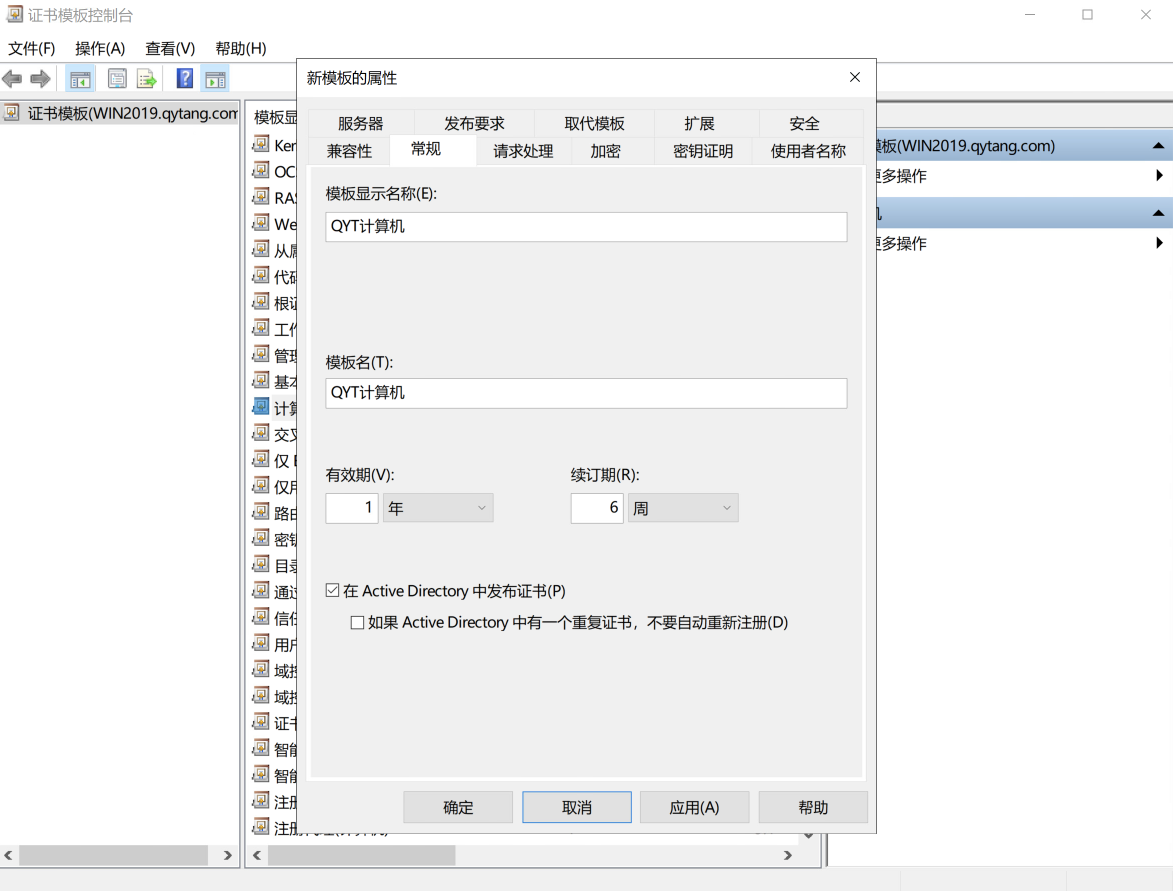 证书模板控制台
文件(F) 操作(A) 查看(V) 帮助(H)
证书模板(WIN2019.qytang.com
模板显
Ker
OC
RAS
We
从属
代码
根证
工作
管理
基本
计算
交叉
仅 E
仅用
路由
密钥
目录
通过
信任
用户
域控
域控
证书
智能
智能
注册
注册代理(计算机)
新模板的属性
服务器 发布要求 取代模板 扩展 安全
兼容性 常规 请求处理 加密 密钥证明 使用者名称
模板显示名称(E):
QYT计算机
模板名(T):
QYT计算机
有效期(V): 续订期(R):
1 年 6 周
在 Active Directory 中发布证书(P)
如果 Active Directory 中有一个重复证书，不要自动重新注册(D)
确定 取消 应用(A) 帮助
板(WIN2019.qytang.com)
更多操作
机
更多操作